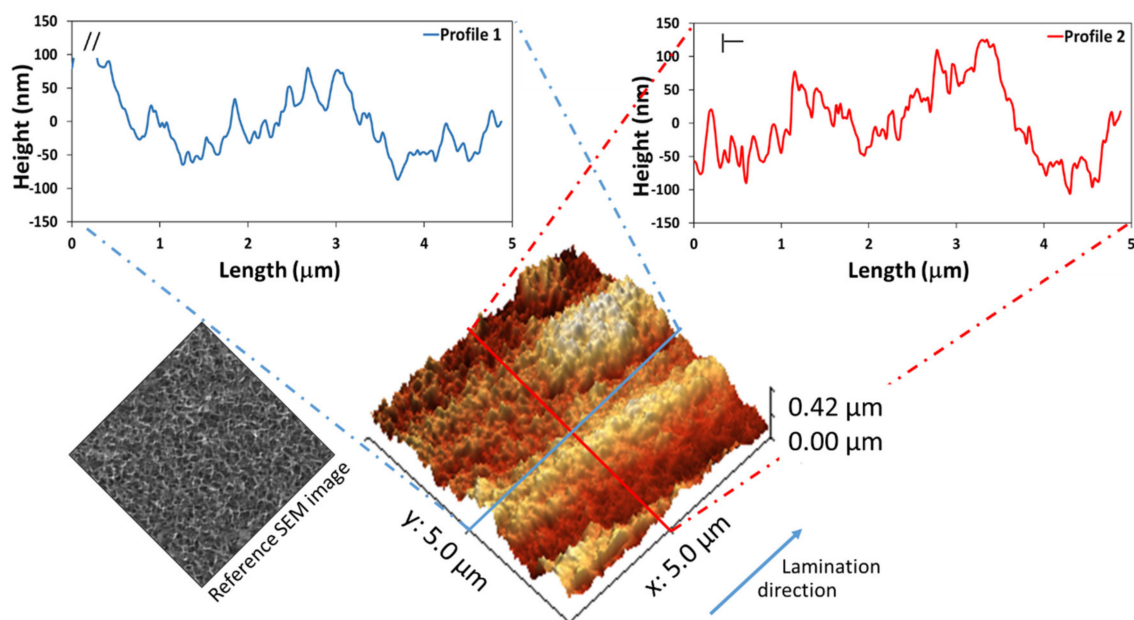 150
100
50
0
-50
-100
-150
Height (nm)
//
Profile 1
0 1 2 3 4 5
Length (μm)
150
100
50
0
-50
-100
-150
Height (nm)
⊢
Profile 2
0 1 2 3 4 5
Length (μm)
Reference SEM image
y: 5.0 μm
x: 5.0 μm
0.42 μm
0.00 μm
Lamination
direction